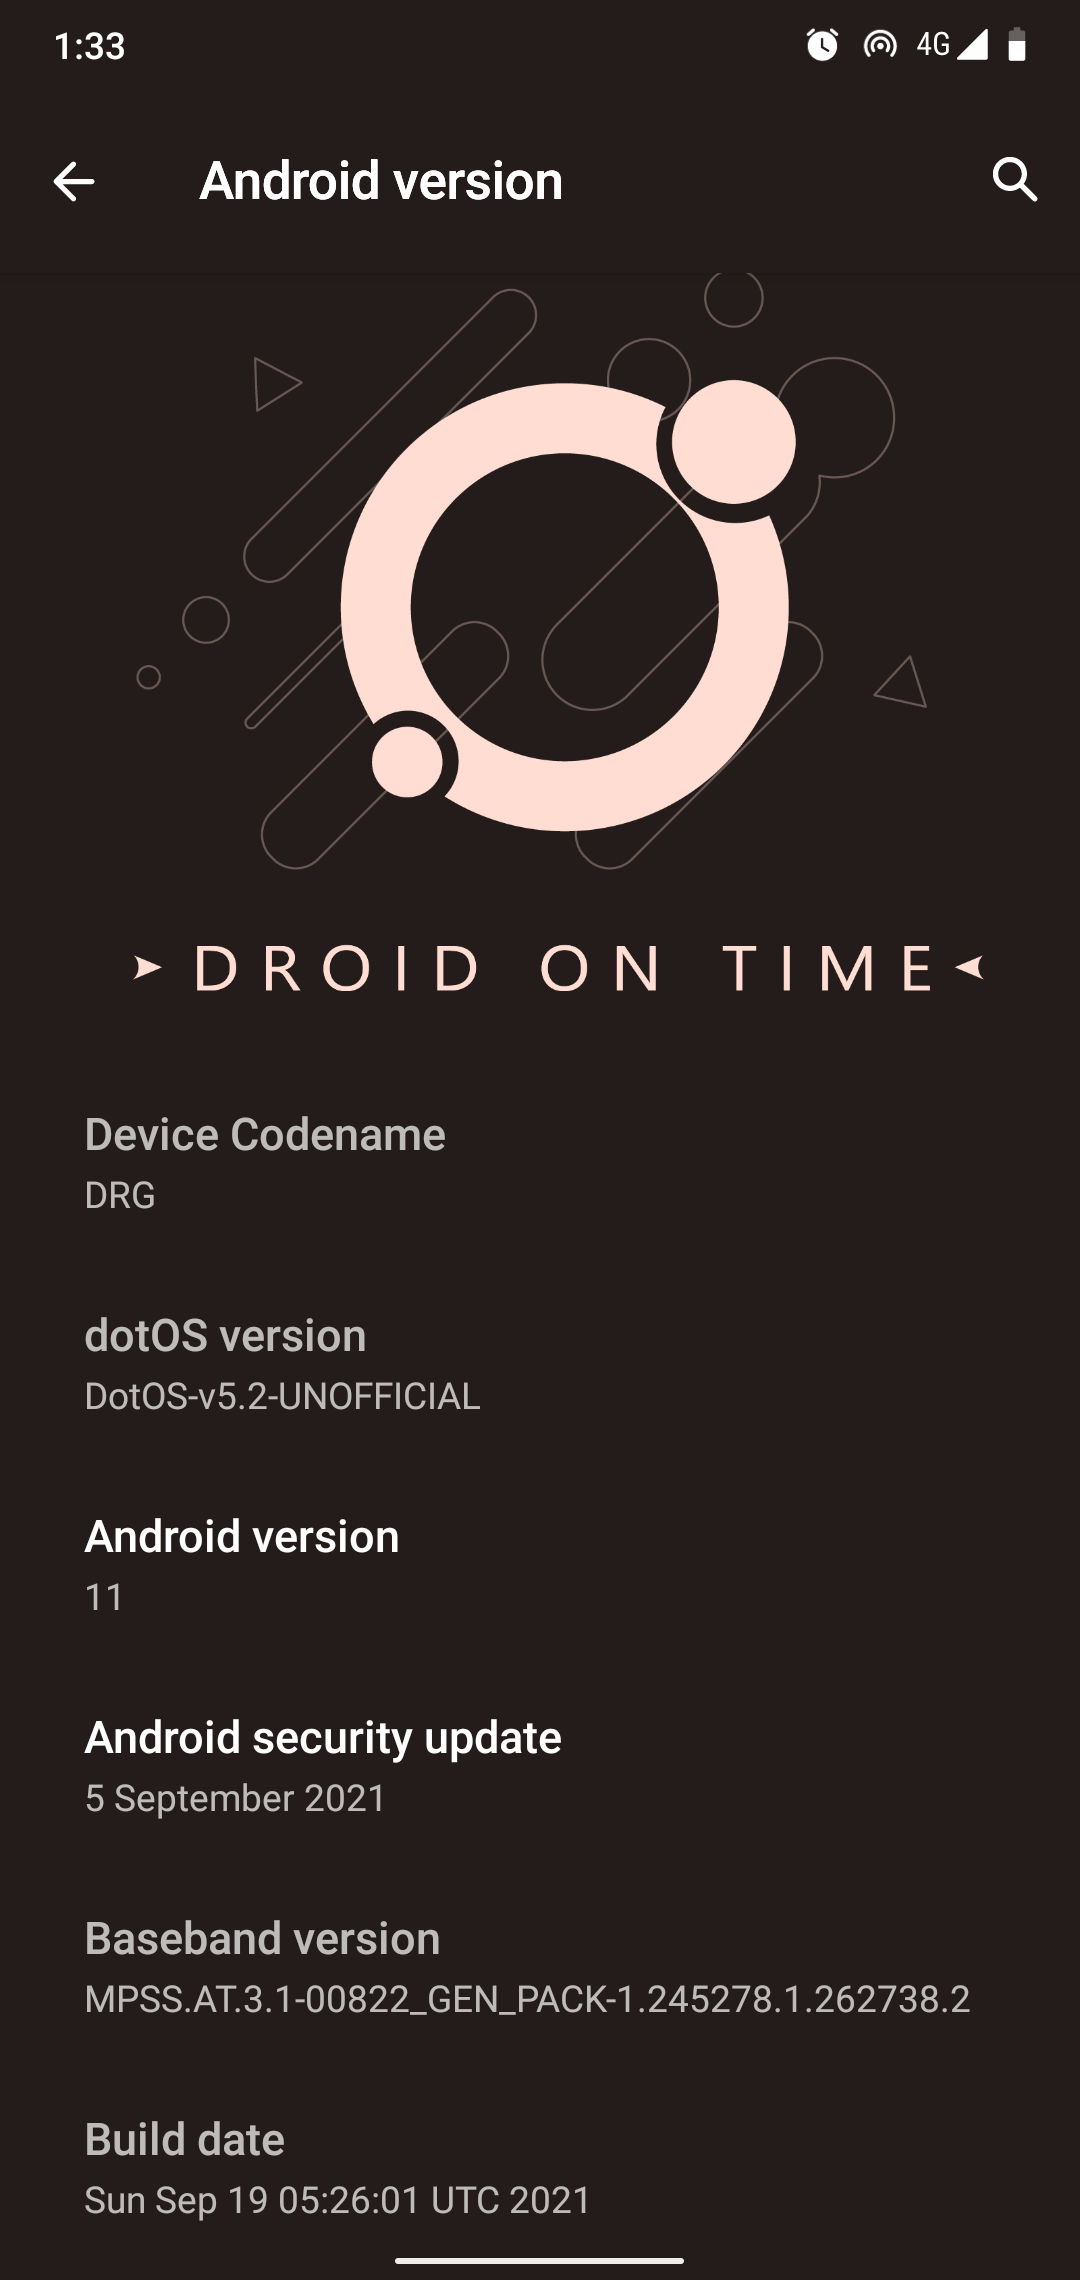 1:33
4G
Android version
DROID ON TIME
Device Codename
DRG
dotOS version
DotOS-v5.2-UNOFFICIAL
Android version
11
Android security update
5 September 2021
Baseband version
MPSS.AT.3.1-00822_GEN_PACK-1.245278.1.262738.2
Build date
Sun Sep 19 05:26:01 UTC 2021